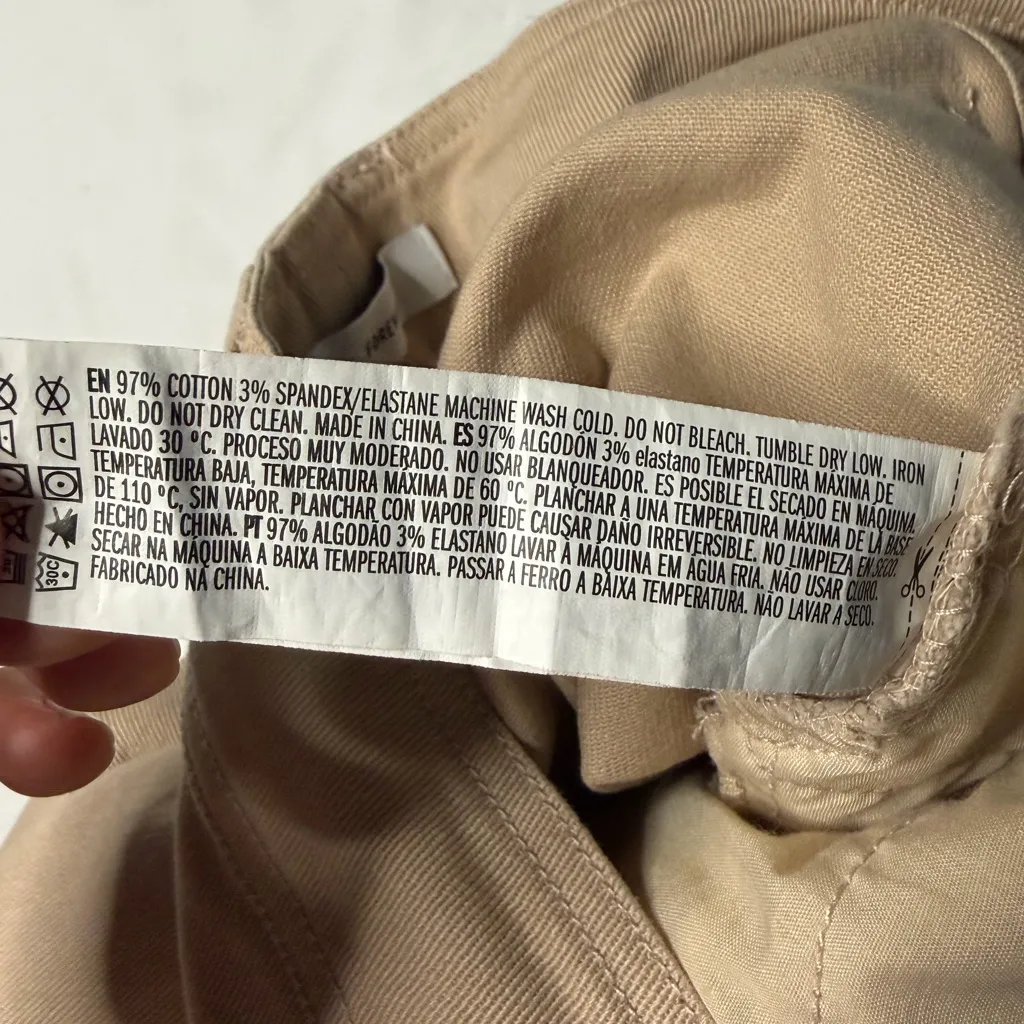 EN 97% COTTON 3% SPANDEX/ELASTANE MACHINE WASH COLD. DO NOT BLEACH. TUMBLE DRY LOW. IRON
LOW. DO NOT DRY CLEAN. MADE IN CHINA. ES 97% ALGODÓN 3% elastano TEMPERATURA MÁXIMA DE
LAVADO 30 ºC. PROCESO MUY MODERADO. NO USAR BLANQUEADOR. ES POSIBLE EL SECADO EN MÁQUINA
TEMPERATURA BAJA, TEMPERATURA MÁXIMA DE 60 ºC. PLANCHAR A UNA TEMPERATURA MÁXIMA DE LA BASE
DE 110 ºC, SIN VAPOR. PLANCHAR CON VAPOR PUEDE CAUSAR DAÑO IRREVERSIBLE. NO LIMPIEZA EN SECO.
HECHO EN CHINA. PT 97% ALGODÃO 3% ELASTANO LAVAR À MÁQUINA EM ÁGUA FRIA. NÃO USAR CLORO.
SECAR NA MÁQUINA A BAIXA TEMPERATURA. PASSAR A FERRO A BAIXA TEMPERATURA. NÃO LAVAR A SECO.
FABRICADO NA CHINA.
30C